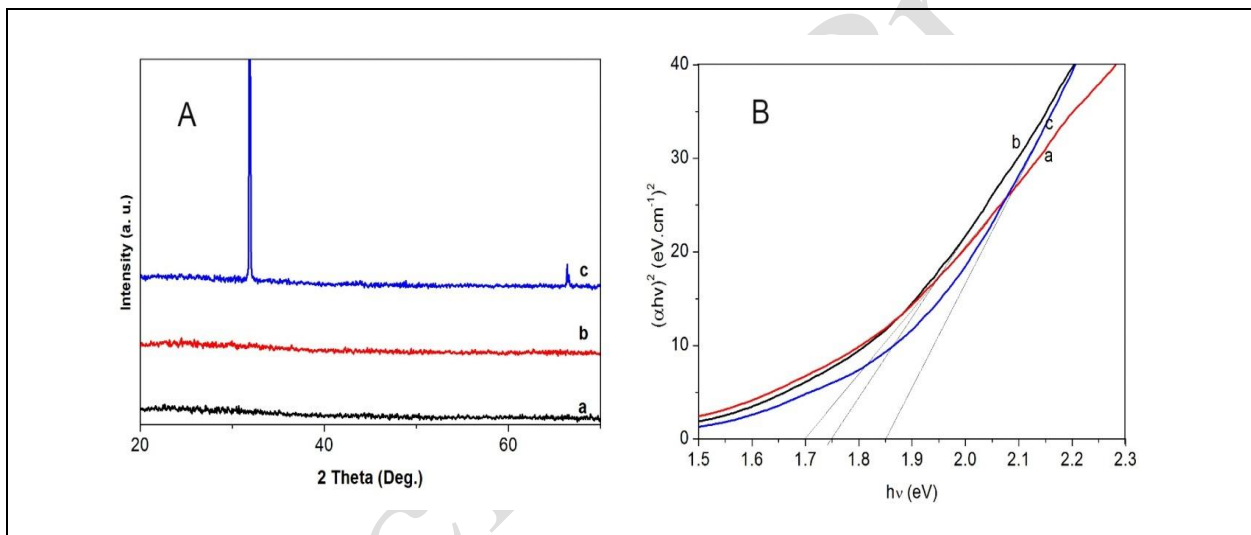 A
Intensity (a. u.)
c
b
a
20
40
60
2 Theta (Deg.)
B
(αhν)² (eV.cm⁻¹)²
40
30
20
10
0
b
c
a
1.5 1.6 1.7 1.8 1.9 2.0 2.1 2.2 2.3
hν (eV)